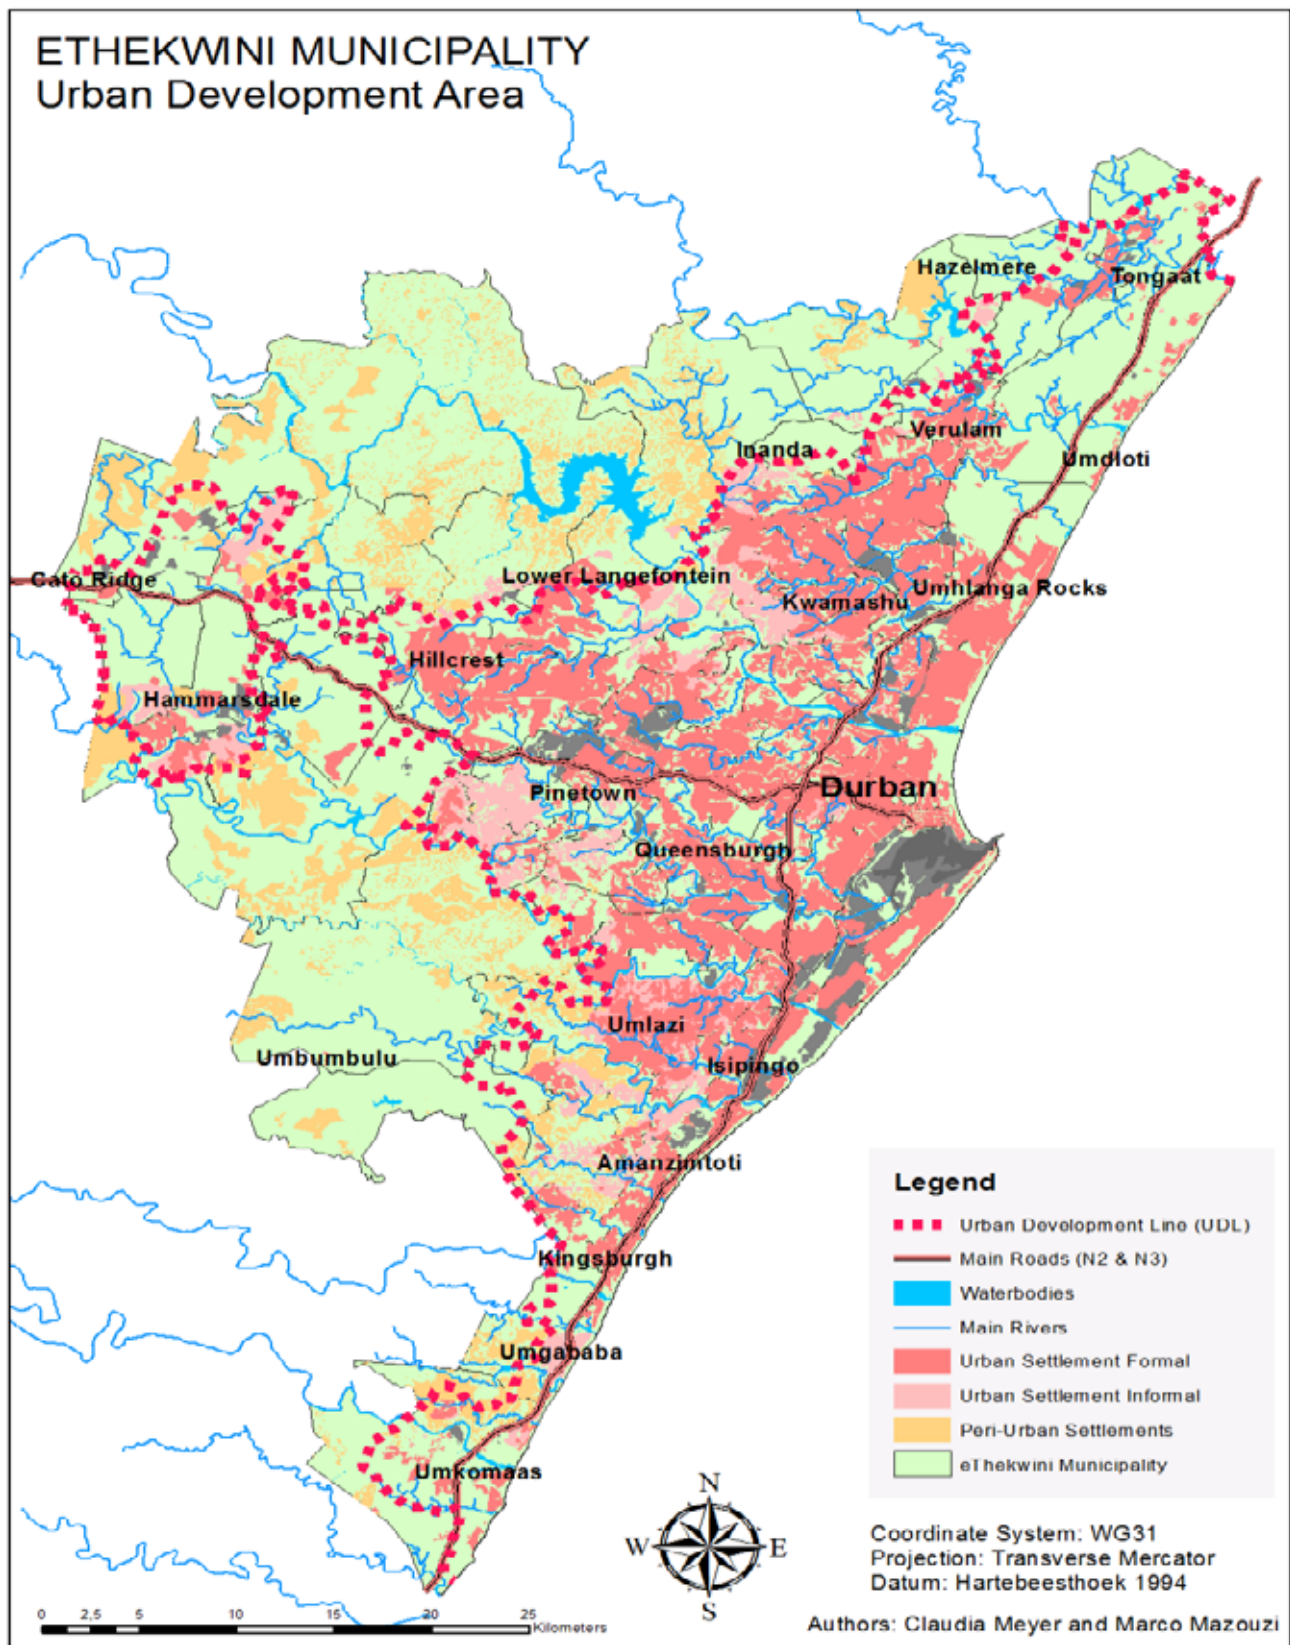 ETHEKWINI MUNICIPALITY
Urban Development Area
Hazelmere
Tongaat
Verulam
Inanda
Umdloti
Cato Ridge
Lower Langefontein
Kwamashu
Umhlanga Rocks
Hillcrest
Hammarsdale
Pinetown
Durban
Queensburgh
Umlazi
Umbumbulu
Isipingo
Amanzimtoti
Kingsburgh
Umgababa
Umkomaas
Legend
Urban Development Line (UDL)
Main Roads (N2 & N3)
Waterbodies
Main Rivers
Urban Settlement Formal
Urban Settlement Informal
Peri-Urban Settlements
eThekwini Municipality
N
W E
S
Coordinate System: WG31
Projection: Transverse Mercator
Datum: Hartebeesthoek 1994
0 2,5 5 10 15 20 25
Kilometers
Authors: Claudia Meyer and Marco Mazouzi